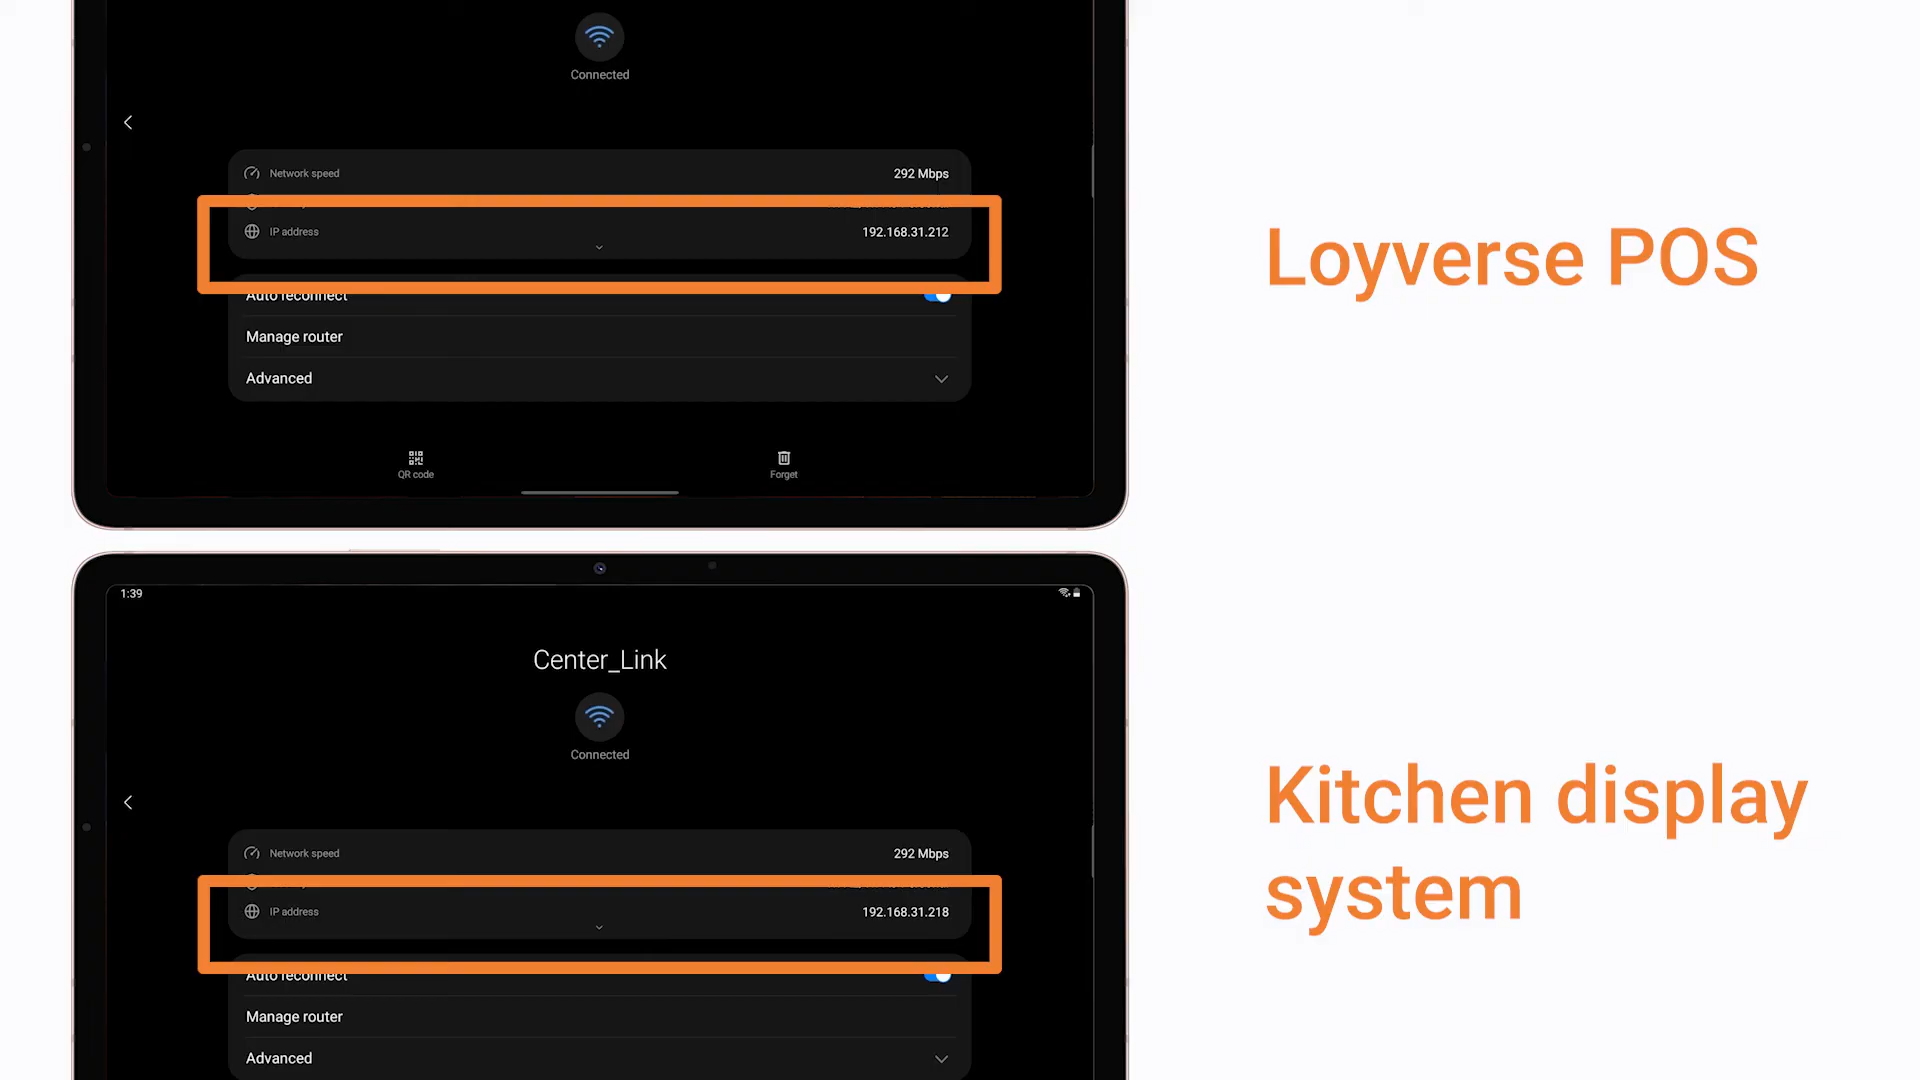 Connected
Network speed
292 Mbps
IP address
192.168.31.212
Auto reconnect
Manage router
Advanced
QR code
Forget
Loyverse POS
1:39
Center_Link
Connected
Network speed
292 Mbps
IP address
192.168.31.218
Auto reconnect
Manage router
Advanced
Kitchen display
system